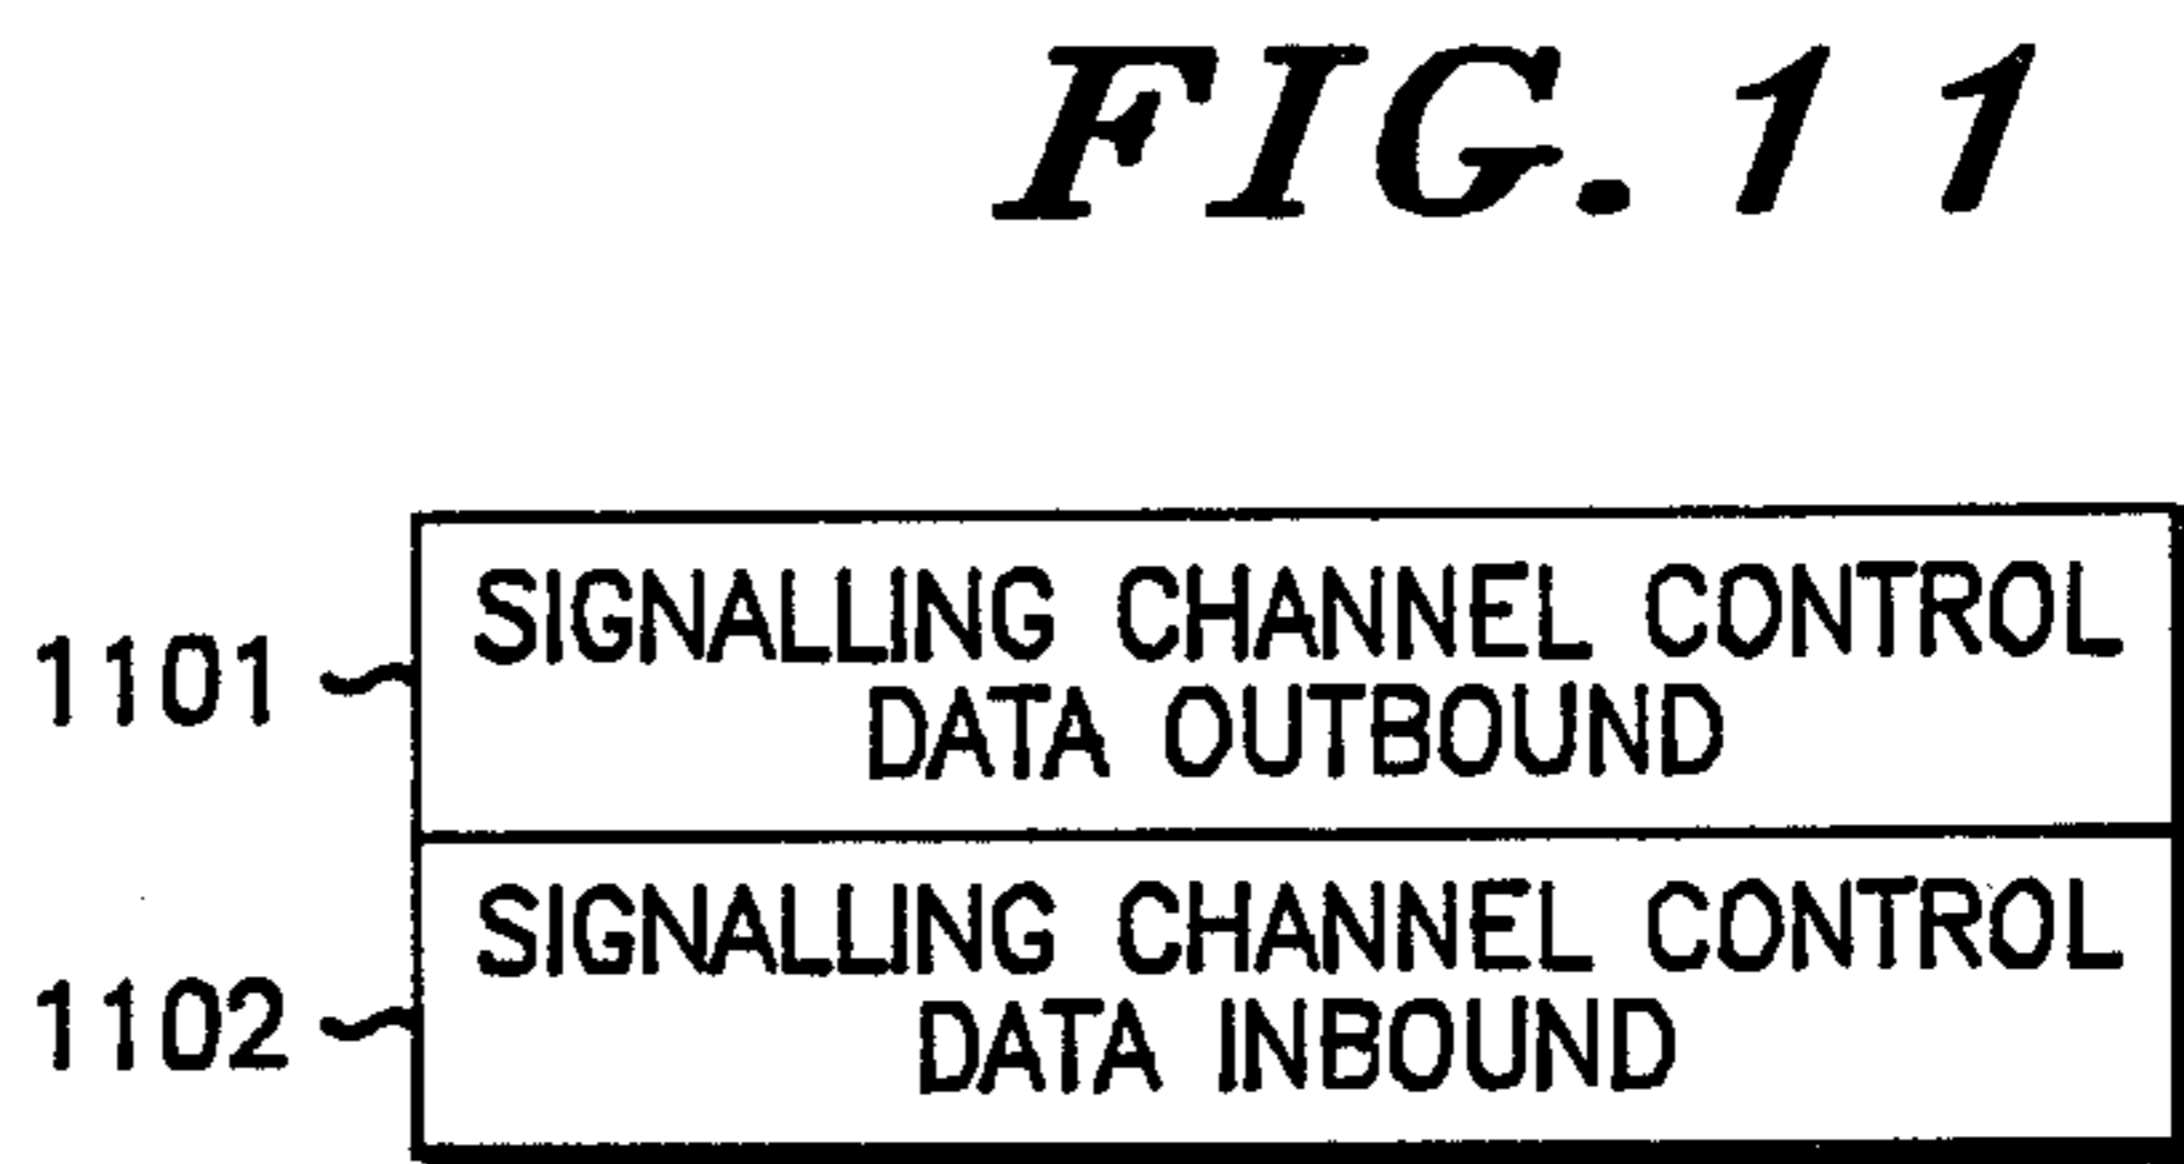 FIG. 11
1101
SIGNALLING CHANNEL CONTROL
DATA OUTBOUND
1102
SIGNALLING CHANNEL CONTROL
DATA INBOUND